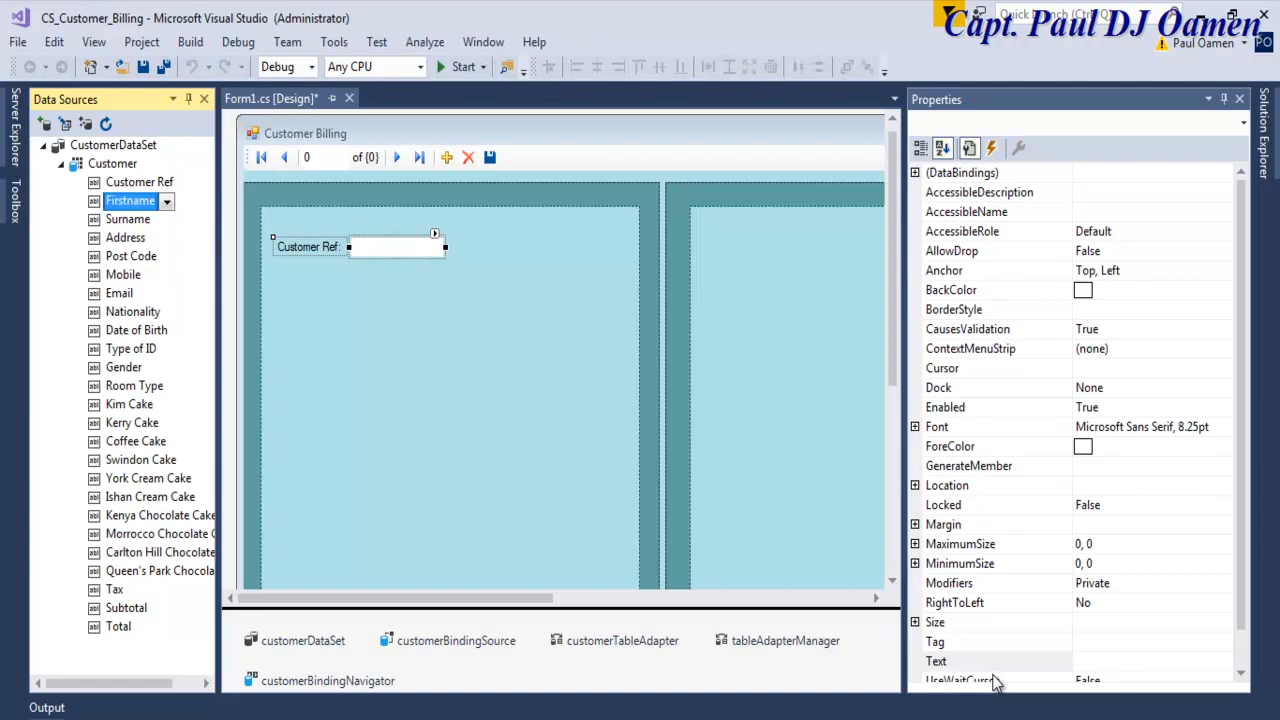 CS_Customer_Billing - Microsoft Visual Studio (Administrator)
Quick Launch (Ctrl+Q)
Capt. Paul DJ Oamen
File Edit View Project Build Debug Team Tools Test Analyze Window Help
Paul Oamen PO
Debug Any CPU Start
Server Explorer
Toolbox
Data Sources
CustomerDataSet
Customer
Customer Ref
Firstname
Surname
Address
Post Code
Mobile
Email
Nationality
Date of Birth
Type of ID
Gender
Room Type
Kim Cake
Kerry Cake
Coffee Cake
Swindon Cake
York Cream Cake
Ishan Cream Cake
Kenya Chocolate Cake
Morrocco Chocolate
Carlton Hill Chocolate
Queen's Park Chocola
Tax
Subtotal
Total
Form1.cs [Design]*
Customer Billing
0 of {0}
Customer Ref:
customerDataSet customerBindingSource customerTableAdapter tableAdapterManager
customerBindingNavigator
Properties
(DataBindings)
AccessibleDescription
AccessibleName
AccessibleRole Default
AllowDrop False
Anchor Top, Left
BackColor
BorderStyle
CausesValidation True
ContextMenuStrip (none)
Cursor
Dock None
Enabled True
Font Microsoft Sans Serif, 8.25pt
ForeColor
GenerateMember
Location
Locked False
Margin
MaximumSize 0, 0
MinimumSize 0, 0
Modifiers Private
RightToLeft No
Size
Tag
Text
UseWaitCursor False
Solution Explorer
Output